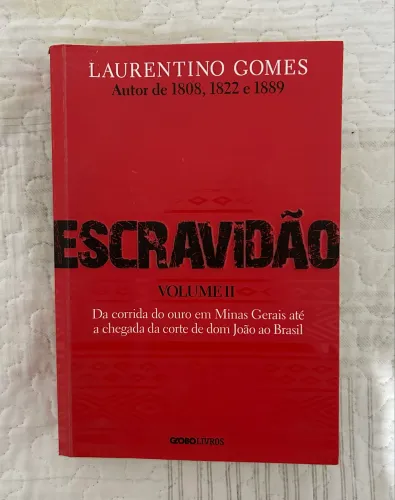 LAURENTINO GOMES
Autor de 1808, 1822 e 1889
ESCRAVIDÃO
VOLUME II
Da corrida do ouro em Minas Gerais até
a chegada da corte de dom João ao Brasil
GLOBOLIVROS